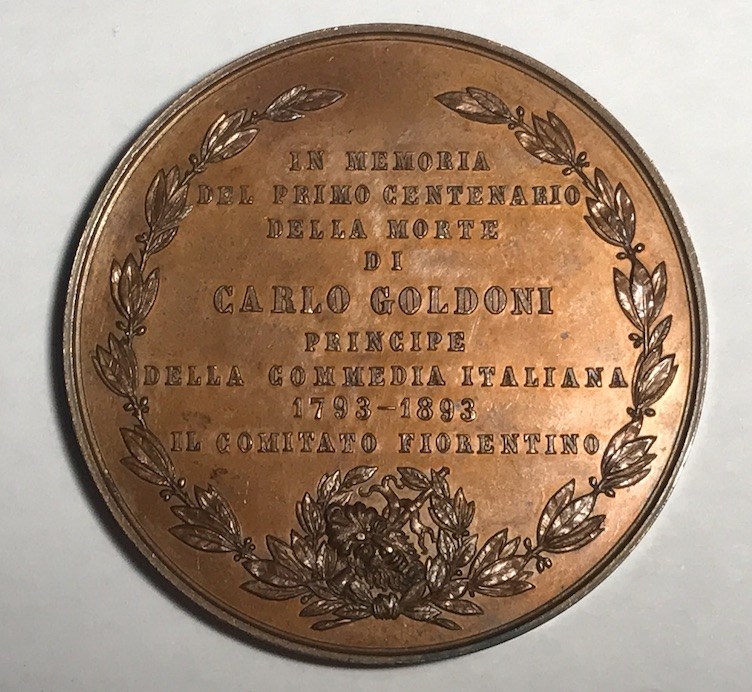 IN MEMORIA
DEL PRIMO CENTENARIO
DELLA MORTE
DI
CARLO GOLDONI
PRINCIPE
DELLA COMMEDIA ITALIANA
1793-1893
IL COMITATO FIORENTINO